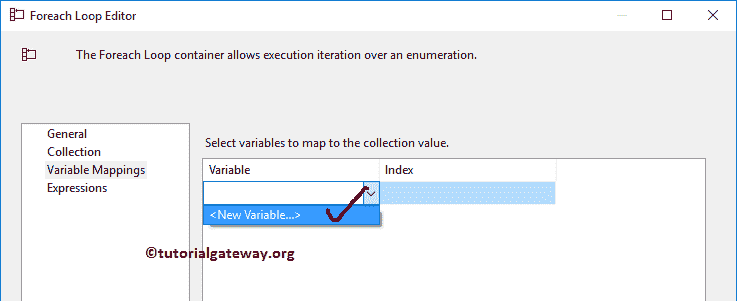 Foreach Loop Editor
The Foreach Loop container allows execution iteration over an enumeration.
General
Collection
Variable Mappings
Expressions
Select variables to map to the collection value.
Variable Index
<New Variable...>
©tutorialgateway.org